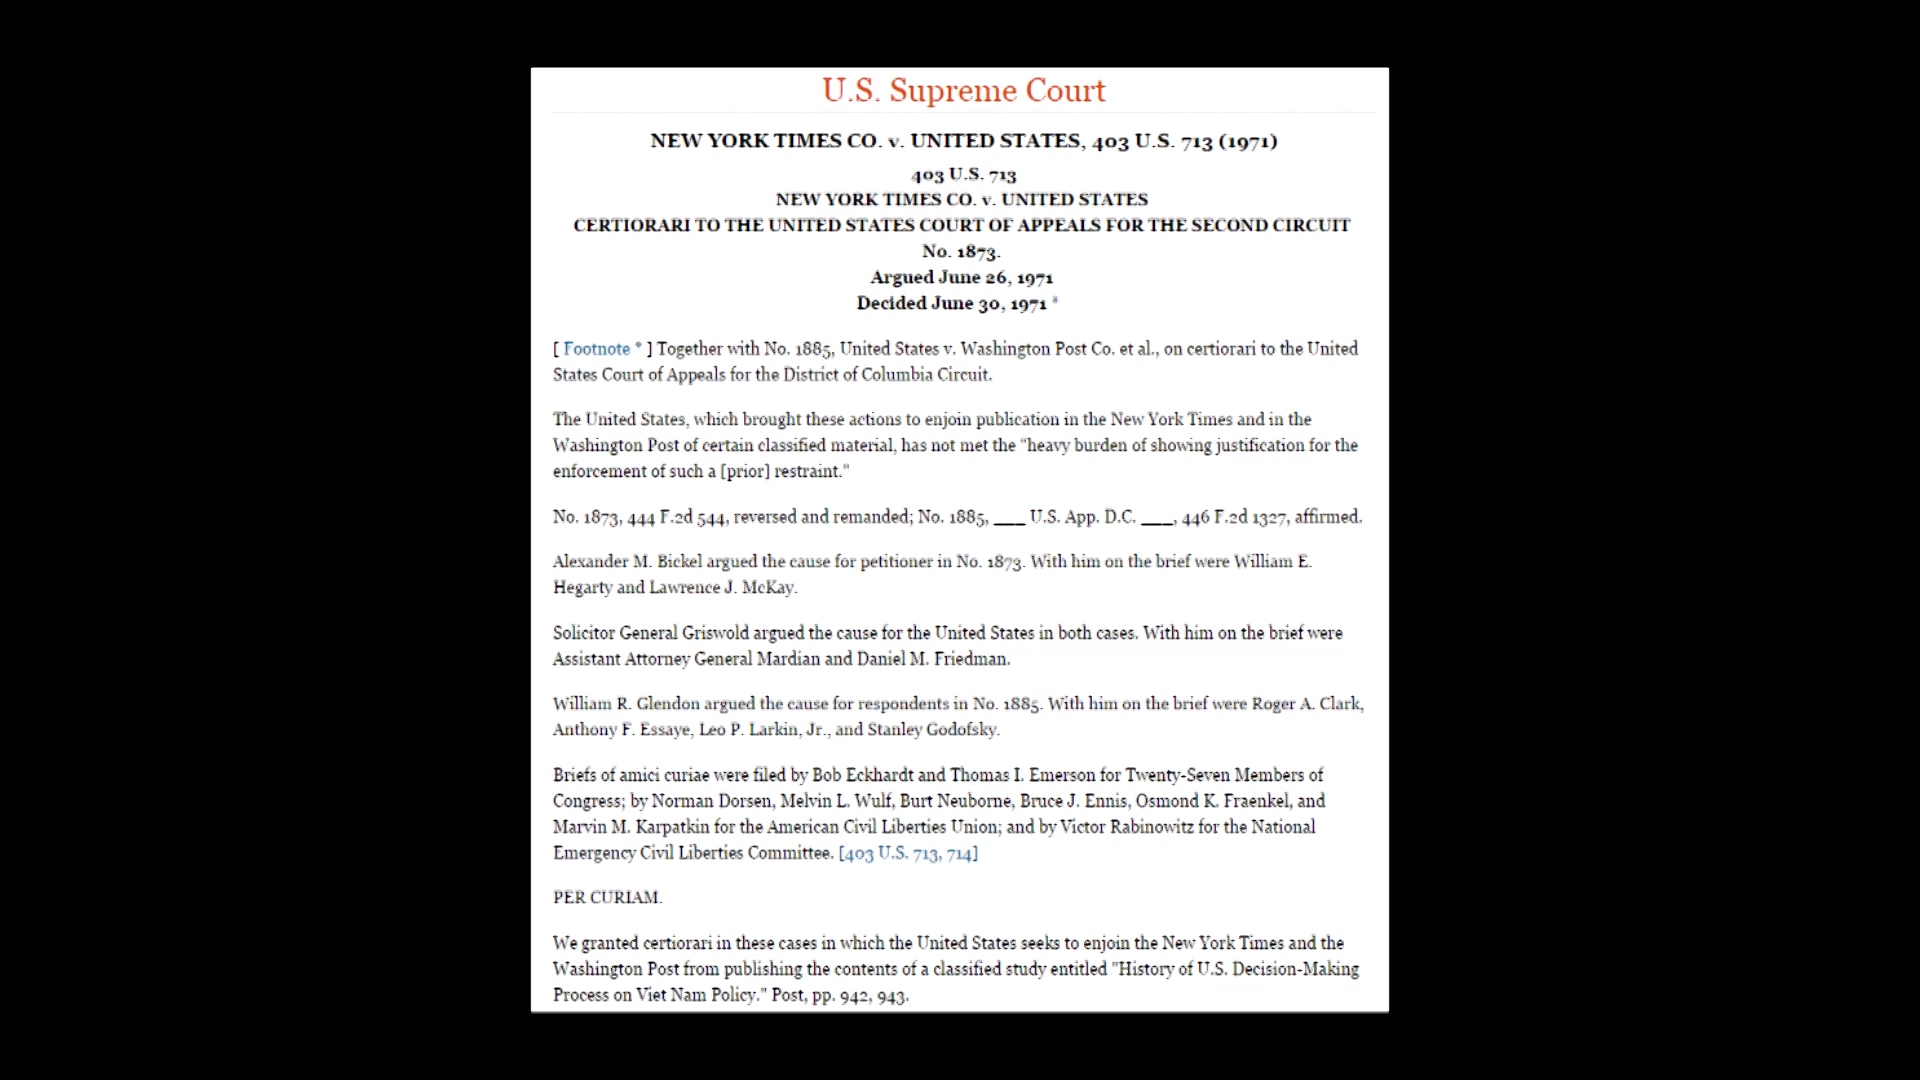 U.S. Supreme Court
NEW YORK TIMES CO. v. UNITED STATES, 403 U.S. 713 (1971)
403 U.S. 713
NEW YORK TIMES CO. v. UNITED STATES
CERTIORARI TO THE UNITED STATES COURT OF APPEALS FOR THE SECOND CIRCUIT
No. 1873.
Argued June 26, 1971
Decided June 30, 1971 *
[ Footnote * ] Together with No. 1885, United States v. Washington Post Co. et al., on certiorari to the United
States Court of Appeals for the District of Columbia Circuit.
The United States, which brought these actions to enjoin publication in the New York Times and in the
Washington Post of certain classified material, has not met the "heavy burden of showing justification for the
enforcement of such a [prior] restraint."
No. 1873, 444 F.2d 544, reversed and remanded; No. 1885, ___ U.S. App. D.C. ___, 446 F.2d 1327, affirmed.
Alexander M. Bickel argued the cause for petitioner in No. 1873. With him on the brief were William E.
Hegarty and Lawrence J. McKay.
Solicitor General Griswold argued the cause for the United States in both cases. With him on the brief were
Assistant Attorney General Mardian and Daniel M. Friedman.
William R. Glendon argued the cause for respondents in No. 1885. With him on the brief were Roger A. Clark,
Anthony F. Essaye, Leo P. Larkin, Jr., and Stanley Godofsky.
Briefs of amici curiae were filed by Bob Eckhardt and Thomas I. Emerson for Twenty-Seven Members of
Congress; by Norman Dorsen, Melvin L. Wulf, Burt Neuborne, Bruce J. Ennis, Osmond K. Fraenkel, and
Marvin M. Karpatkin for the American Civil Liberties Union; and by Victor Rabinowitz for the National
Emergency Civil Liberties Committee. [403 U.S. 713, 714]
PER CURIAM.
We granted certiorari in these cases in which the United States seeks to enjoin the New York Times and the
Washington Post from publishing the contents of a classified study entitled "History of U.S. Decision-Making
Process on Viet Nam Policy." Post, pp. 942, 943.